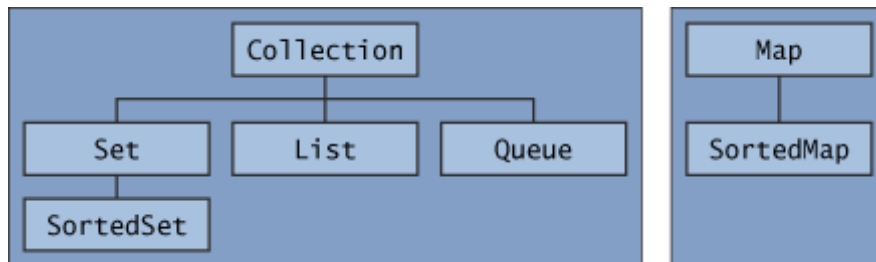 Collection
Map
Set
List
Queue
SortedMap
SortedSet